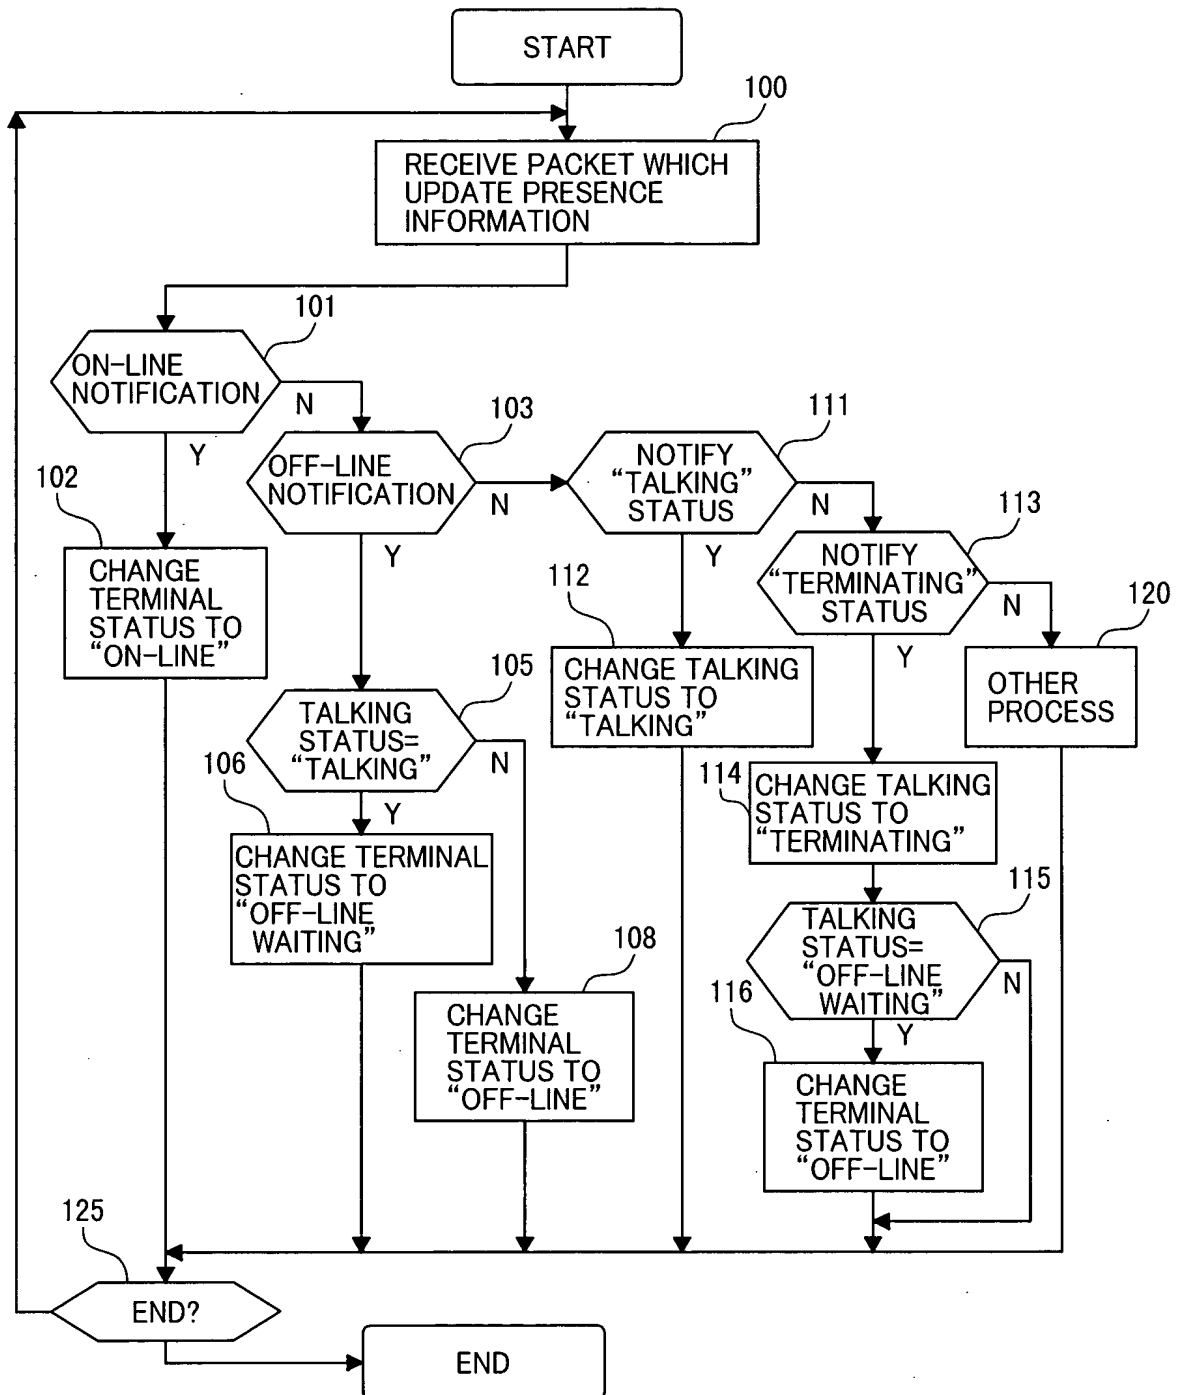 START
100
RECEIVE PACKET WHICH
UPDATE PRESENCE
INFORMATION
101
ON-LINE
NOTIFICATION
N
Y
103
OFF-LINE
NOTIFICATION
N
Y
111
NOTIFY
“TALKING”
STATUS
N
Y
113
NOTIFY
“TERMINATING”
STATUS
N
Y
102
CHANGE
TERMINAL
STATUS TO
“ON-LINE”
112
CHANGE TALKING
STATUS TO
“TALKING”
120
OTHER
PROCESS
105
TALKING
STATUS=
“TALKING”
N
Y
106
CHANGE TERMINAL
STATUS TO
“OFF-LINE
WAITING”
114
CHANGE TALKING
STATUS TO
“TERMINATING”
115
TALKING
STATUS=
“OFF-LINE
WAITING”
N
Y
108
CHANGE
TERMINAL
STATUS TO
“OFF-LINE”
116
CHANGE
TERMINAL
STATUS TO
“OFF-LINE”
125
END?
END